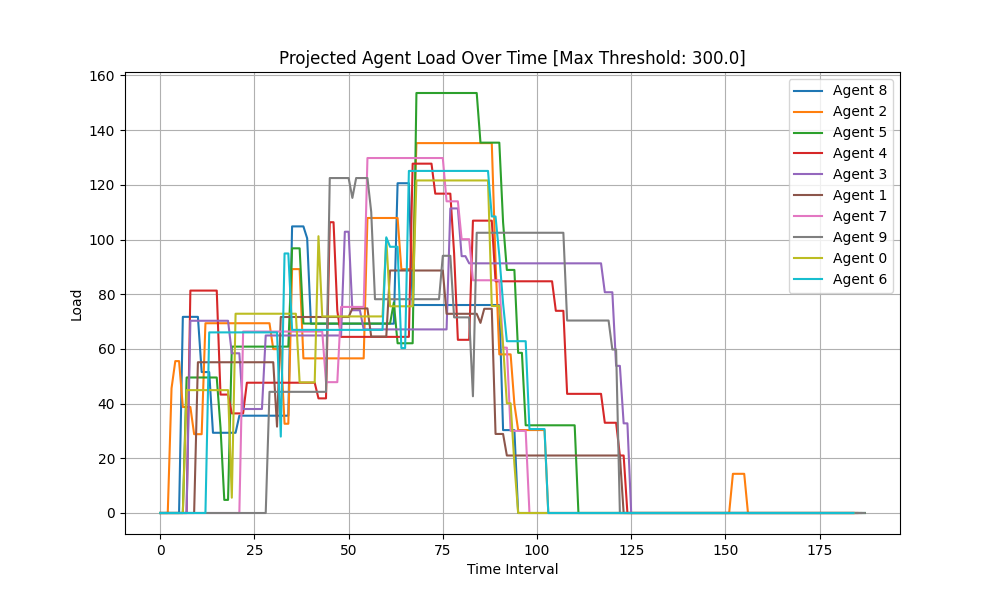 Projected Agent Load Over Time [Max Threshold: 300.0]
160
140
120
100
80
60
40
20
0
Load
0 25 50 75 100 125 150 175
Time Interval
Agent 8
Agent 2
Agent 5
Agent 4
Agent 3
Agent 1
Agent 7
Agent 9
Agent 0
Agent 6